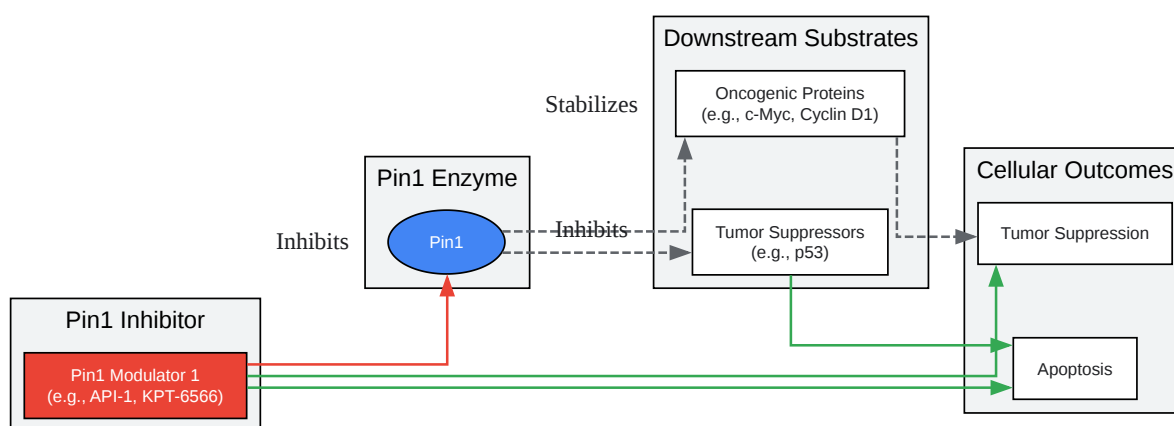 Downstream Substrates
Stabilizes
Oncogenic Proteins
(e.g., c-Myc, Cyclin D1)
Pin1 Enzyme
Cellular Outcomes
Inhibits
Pin1
Inhibits
Tumor Suppressors
(e.g., p53)
Tumor Suppression
Pin1 Inhibitor
Pin1 Modulator 1
(e.g., API-1, KPT-6566)
Apoptosis